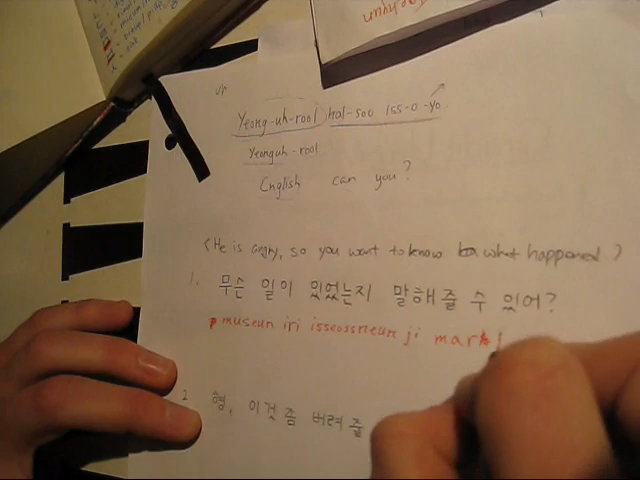 Yeong-uh-rool hal-soo iss-o-yo
Yeonguh-rool
English can you?
(He is angry, so you want to know what happened)
1. 무슨 일이 있었는지 말해줄 수 있어?
museun iri isseossneun ji mar
2 형, 이것 좀 버려 줄